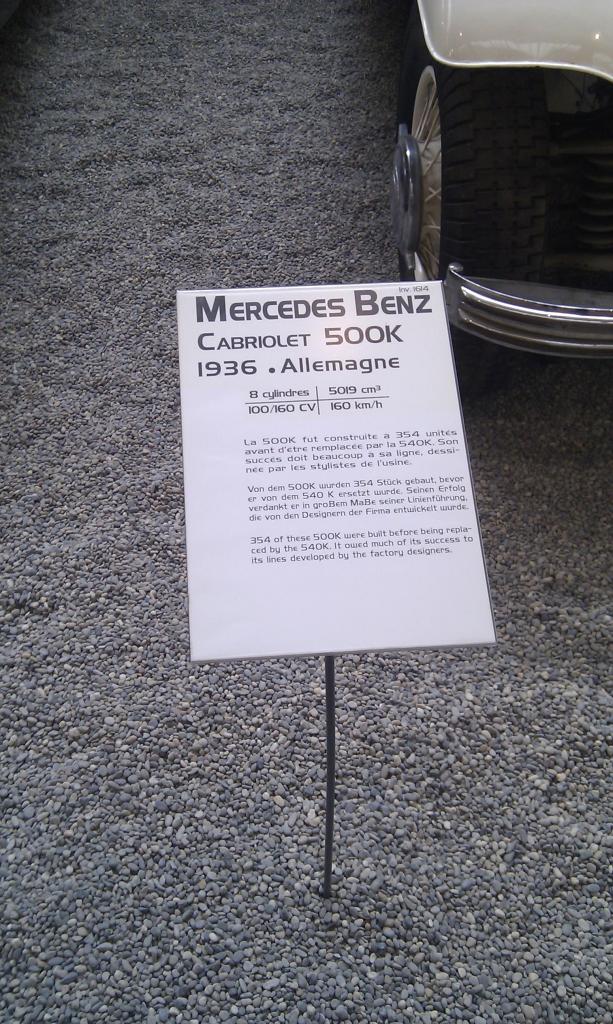 Inv. 1614
MERCEDES BENZ
CABRIOLET 500K
1936 . Allemagne
8 cylindres | 5019 cm³
100/160 CV | 160 km/h
La 500K fut construite a 354 unités
avant d'etre remplacée par la 540K. Son
succes doit beaucoup a sa ligne, dessi-
née par les stylistes de l'usine.
Von dem 500K wurden 354 Stück gebaut, bevor
er von dem 540 K ersetzt wurde. Seinen Erfolg
verdankt er in groBem MaBe seiner Linienführung,
die von den Designern der Firma entwickelt wurde.
354 of these 500K were built before being repla-
ced by the 540K. It owed much of its success to
its lines developed by the factory designers.